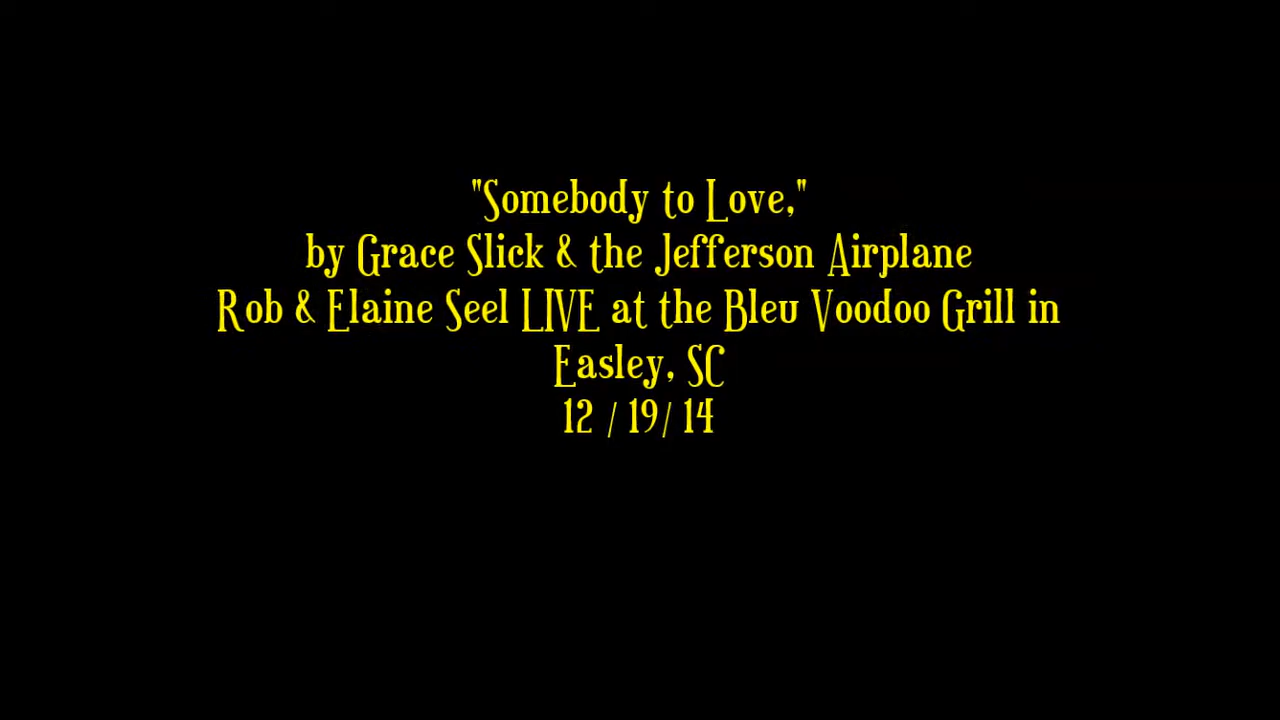 "Somebody to Love,"
by Grace Slick & the Jefferson Airplane
Rob & Elaine Seel LIVE at the Bleu Voodoo Grill in
Easley, SC
12 / 19/ 14